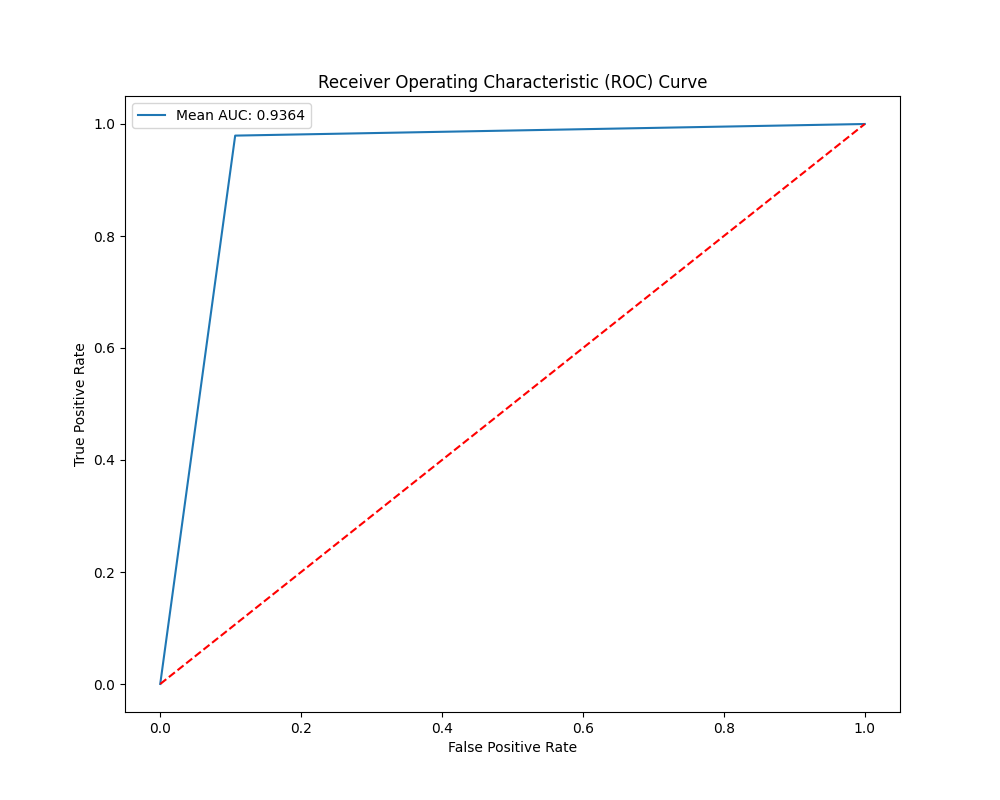 Receiver Operating Characteristic (ROC) Curve
Mean AUC: 0.9364
1.0
0.8
0.6
0.4
0.2
0.0
True Positive Rate
0.0 0.2 0.4 0.6 0.8 1.0
False Positive Rate